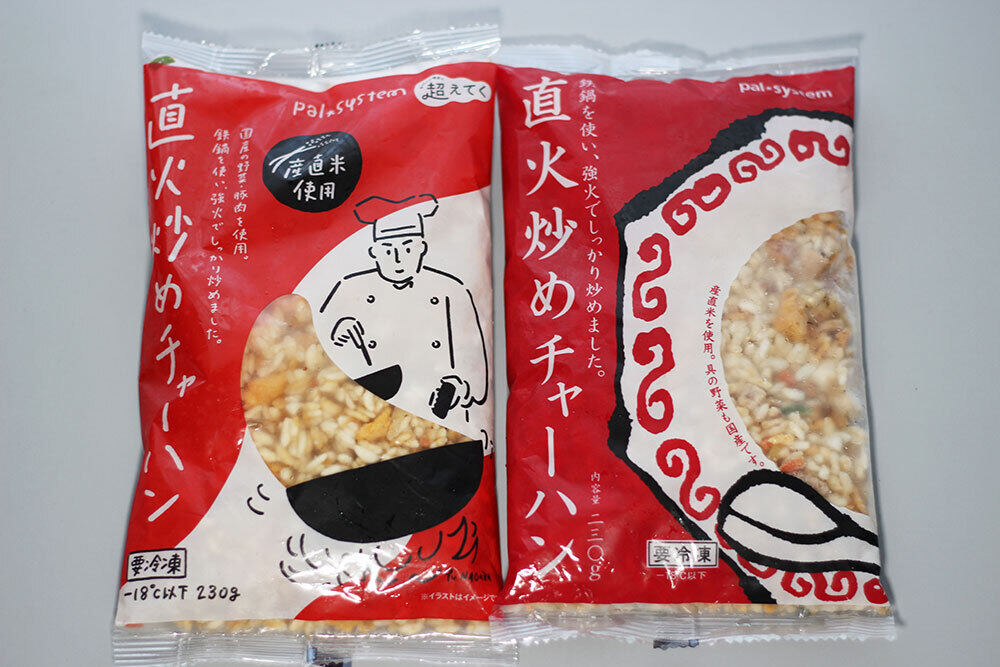 pal*system
超えてく
直火炒めチャーハン
国産の野菜・豚肉を使用。
鉄鍋を使い、強火でしっかり炒めました。
産直米
使用
要冷凍
-18℃以下 230g
※イラストはイメージで
pal*system
直火炒めチャーハン
鉄鍋を使い、強火でしっかり炒めました。
産直米を使用。具の野菜も国産です。
内容量 二三〇g
要冷凍
-18℃以下